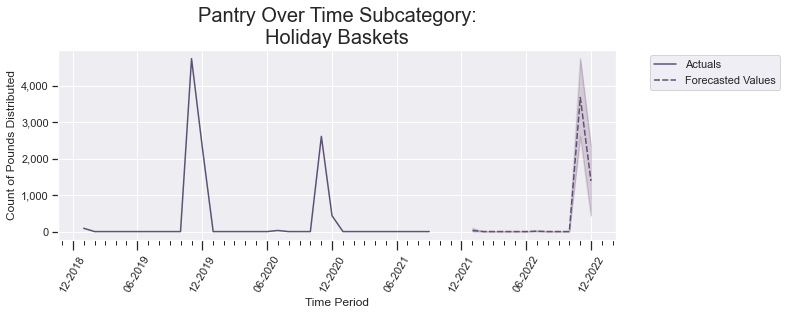 Pantry Over Time Subcategory:
Holiday Baskets
Actuals
Forecasted Values
Count of Pounds Distributed
4,000
3,000
2,000
1,000
0
12-2018
06-2019
12-2019
06-2020
12-2020
06-2021
12-2021
06-2022
12-2022
Time Period